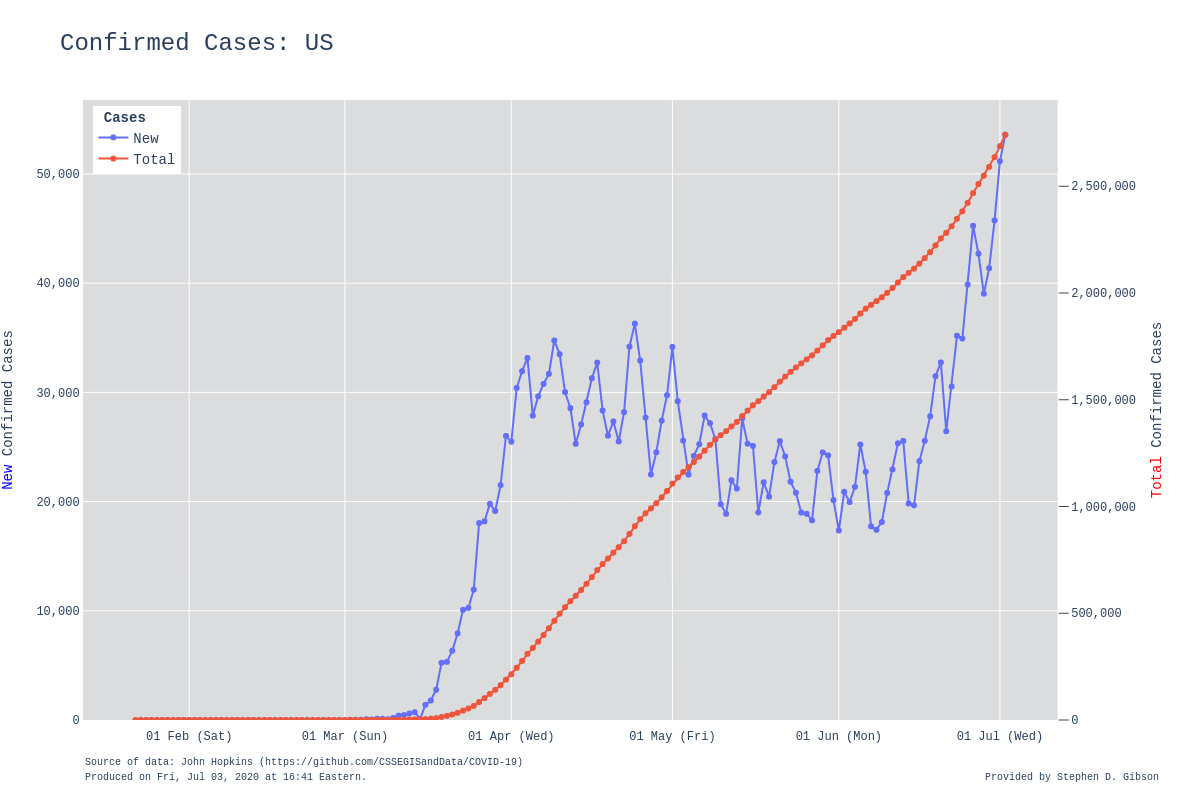 Confirmed Cases: US
Cases
New
Total
50,000
40,000
30,000
20,000
10,000
0
New Confirmed Cases
2,500,000
2,000,000
1,500,000
1,000,000
500,000
0
Total Confirmed Cases
01 Feb (Sat) 01 Mar (Sun) 01 Apr (Wed) 01 May (Fri) 01 Jun (Mon) 01 Jul (Wed)
Source of data: John Hopkins (https://github.com/CSSEGISandData/COVID-19)
Produced on Fri, Jul 03, 2020 at 16:41 Eastern.
Provided by Stephen D. Gibson